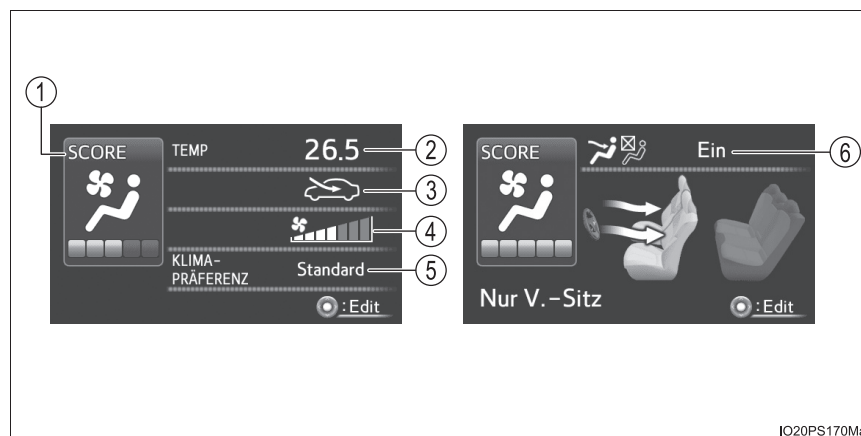 1
SCORE
TEMP
26.5
2
3
4
KLIMA-
PRÄFERENZ
Standard
5
:Edit
SCORE
Ein
6
Nur V.-Sitz
:Edit
IO20PS170Ma